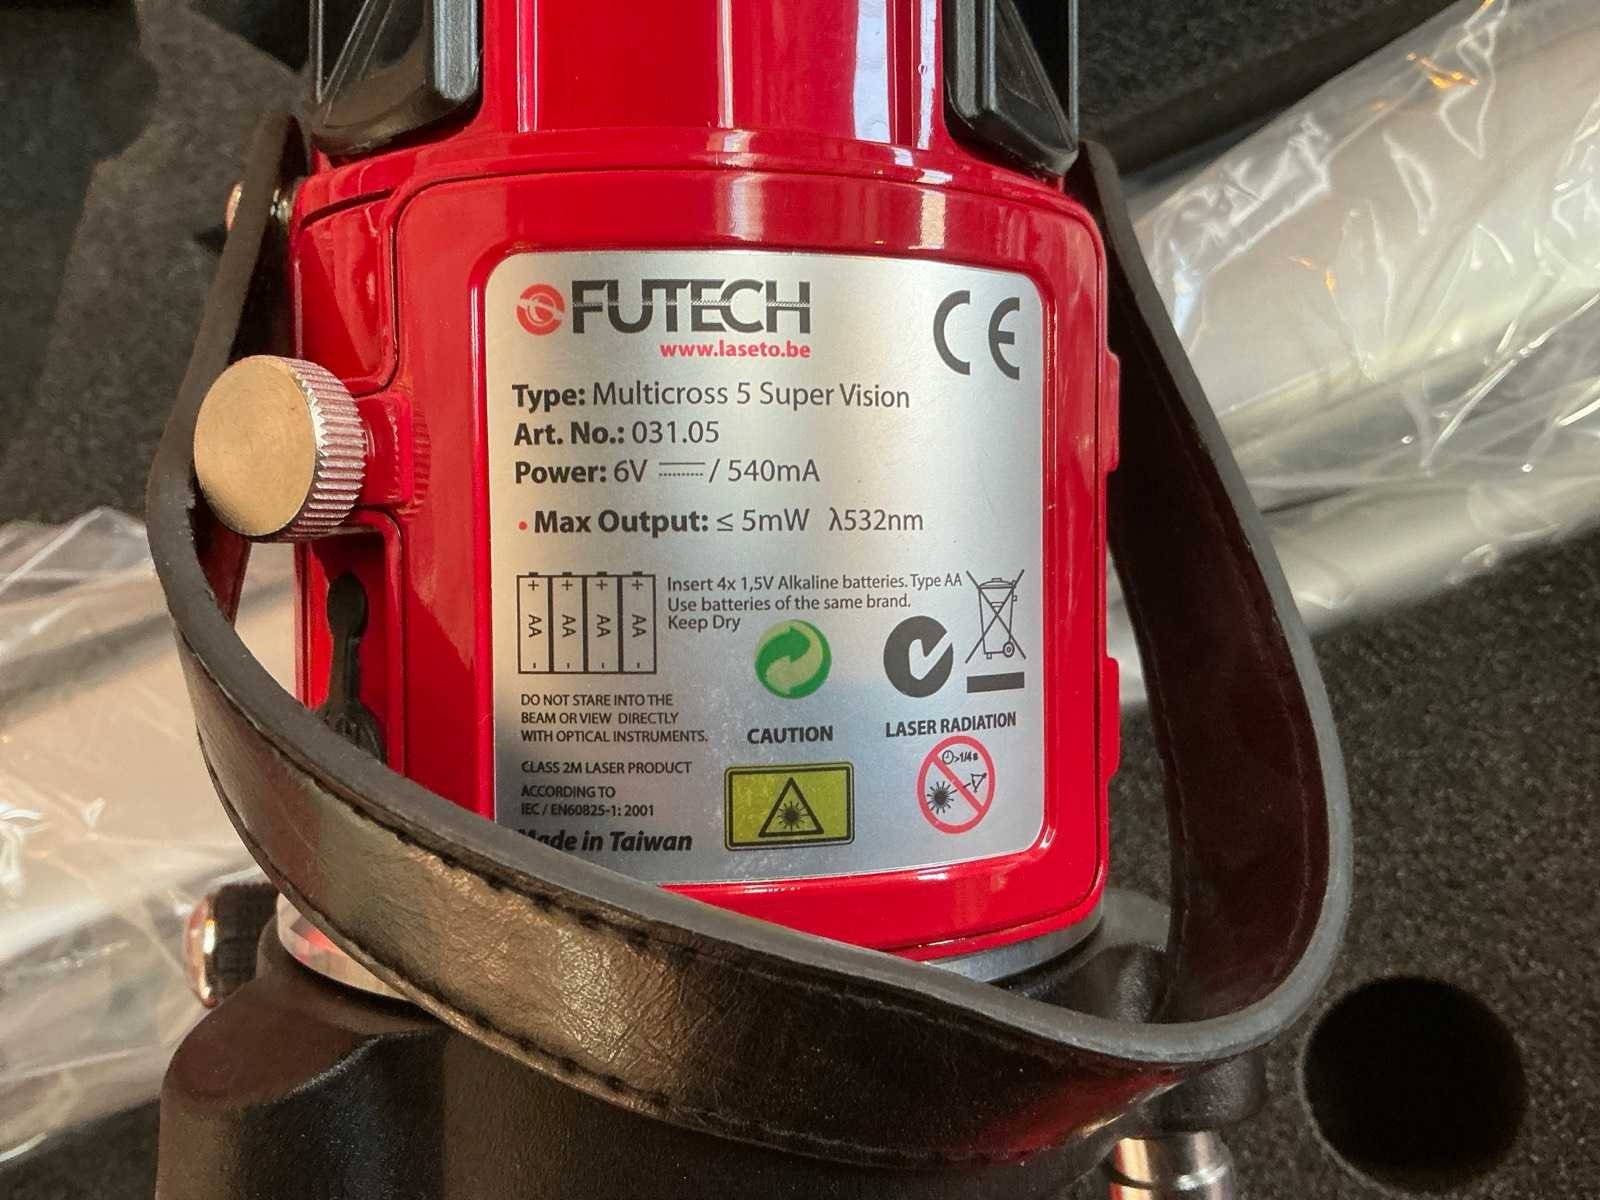 FUTECH
www.laseto.be
CE
Type: Multicross 5 Super Vision
Art. No.: 031.05
Power: 6V ⎓ / 540mA
• Max Output: ≤ 5mW λ532nm
+ + + +
AA AA AA AA
- - - -
Insert 4x 1,5V Alkaline batteries. Type AA
Use batteries of the same brand.
Keep Dry
DO NOT STARE INTO THE
BEAM OR VIEW DIRECTLY
WITH OPTICAL INSTRUMENTS.
CLASS 2M LASER PRODUCT
ACCORDING TO
IEC / EN60825-1: 2001
Made in Taiwan
CAUTION
LASER RADIATION
>1/4s